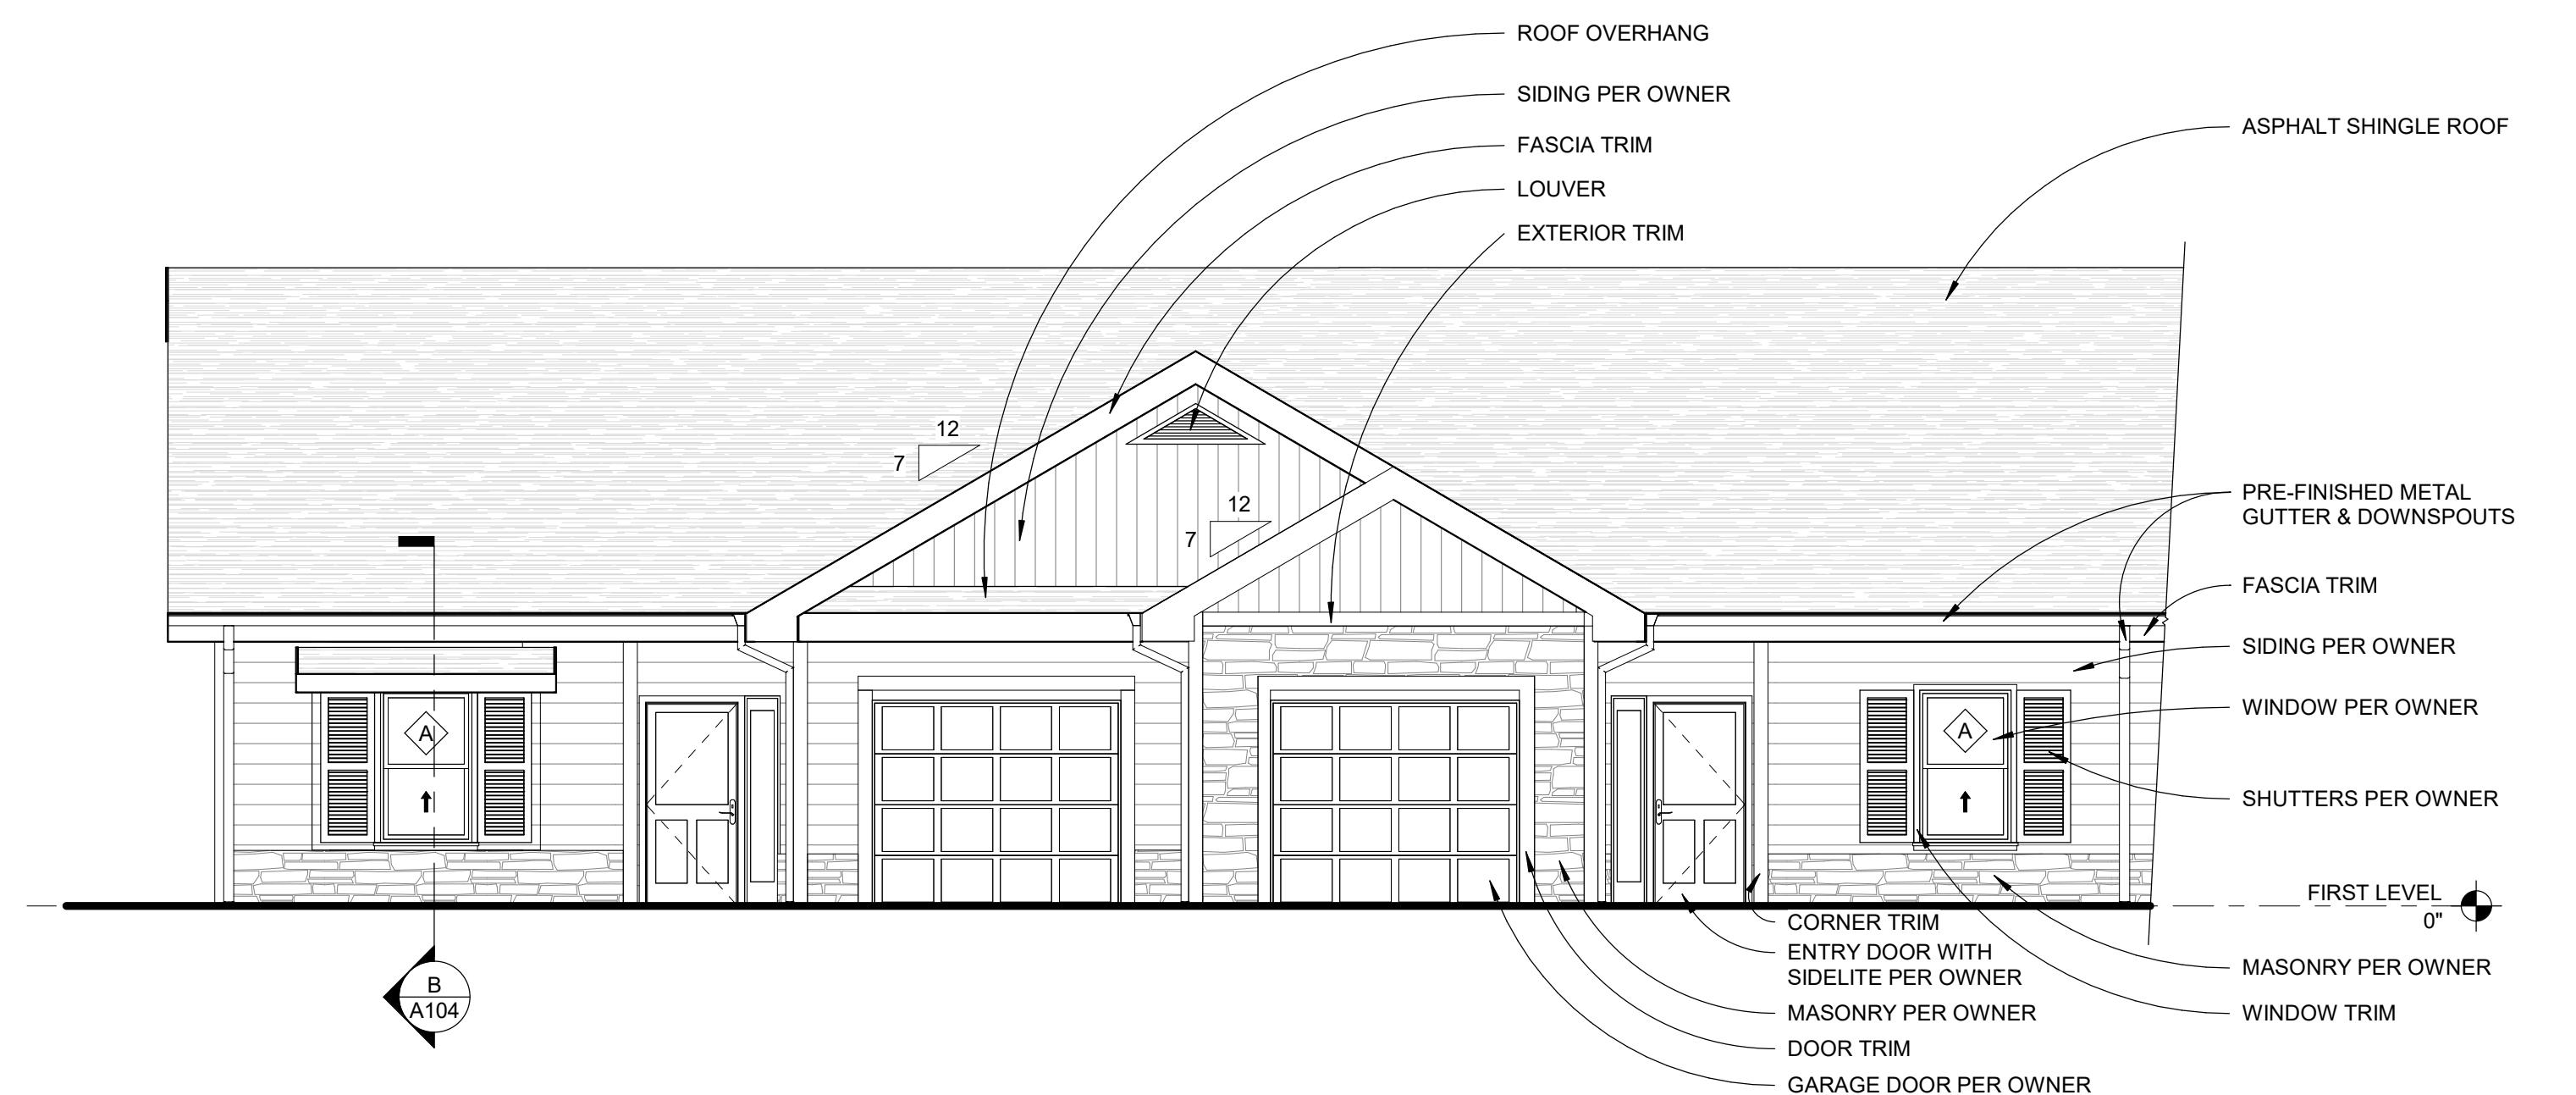 ROOF OVERHANG
SIDING PER OWNER
ASPHALT SHINGLE ROOF
FASCIA TRIM
LOUVER
EXTERIOR TRIM
12
7
12
7
PRE-FINISHED METAL
GUTTER & DOWNSPOUTS
FASCIA TRIM
SIDING PER OWNER
WINDOW PER OWNER
A
A
SHUTTERS PER OWNER
FIRST LEVEL
0"
CORNER TRIM
ENTRY DOOR WITH
SIDELITE PER OWNER
MASONRY PER OWNER
WINDOW TRIM
B
A104
MASONRY PER OWNER
DOOR TRIM
GARAGE DOOR PER OWNER